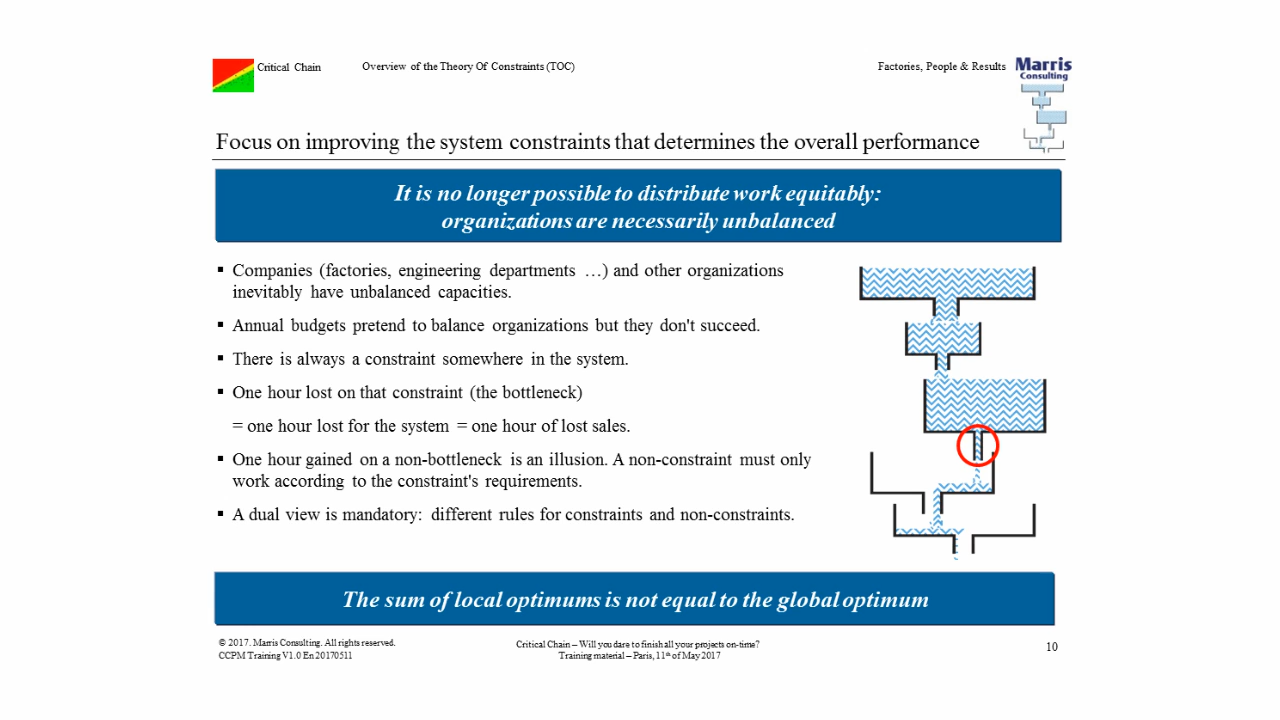 Critical Chain
Overview of the Theory Of Constraints (TOC)
Factories, People & Results
Marris
Consulting
Focus on improving the system constraints that determines the overall performance
It is no longer possible to distribute work equitably:
organizations are necessarily unbalanced
▪ Companies (factories, engineering departments …) and other organizations
inevitably have unbalanced capacities.
▪ Annual budgets pretend to balance organizations but they don't succeed.
▪ There is always a constraint somewhere in the system.
▪ One hour lost on that constraint (the bottleneck)
= one hour lost for the system = one hour of lost sales.
▪ One hour gained on a non-bottleneck is an illusion. A non-constraint must only
work according to the constraint's requirements.
▪ A dual view is mandatory: different rules for constraints and non-constraints.
The sum of local optimums is not equal to the global optimum
© 2017. Marris Consulting. All rights reserved.
CCPM Training V1.0 En 20170511
Critical Chain – Will you dare to finish all your projects on-time?
Training material – Paris, 11th of May 2017
10